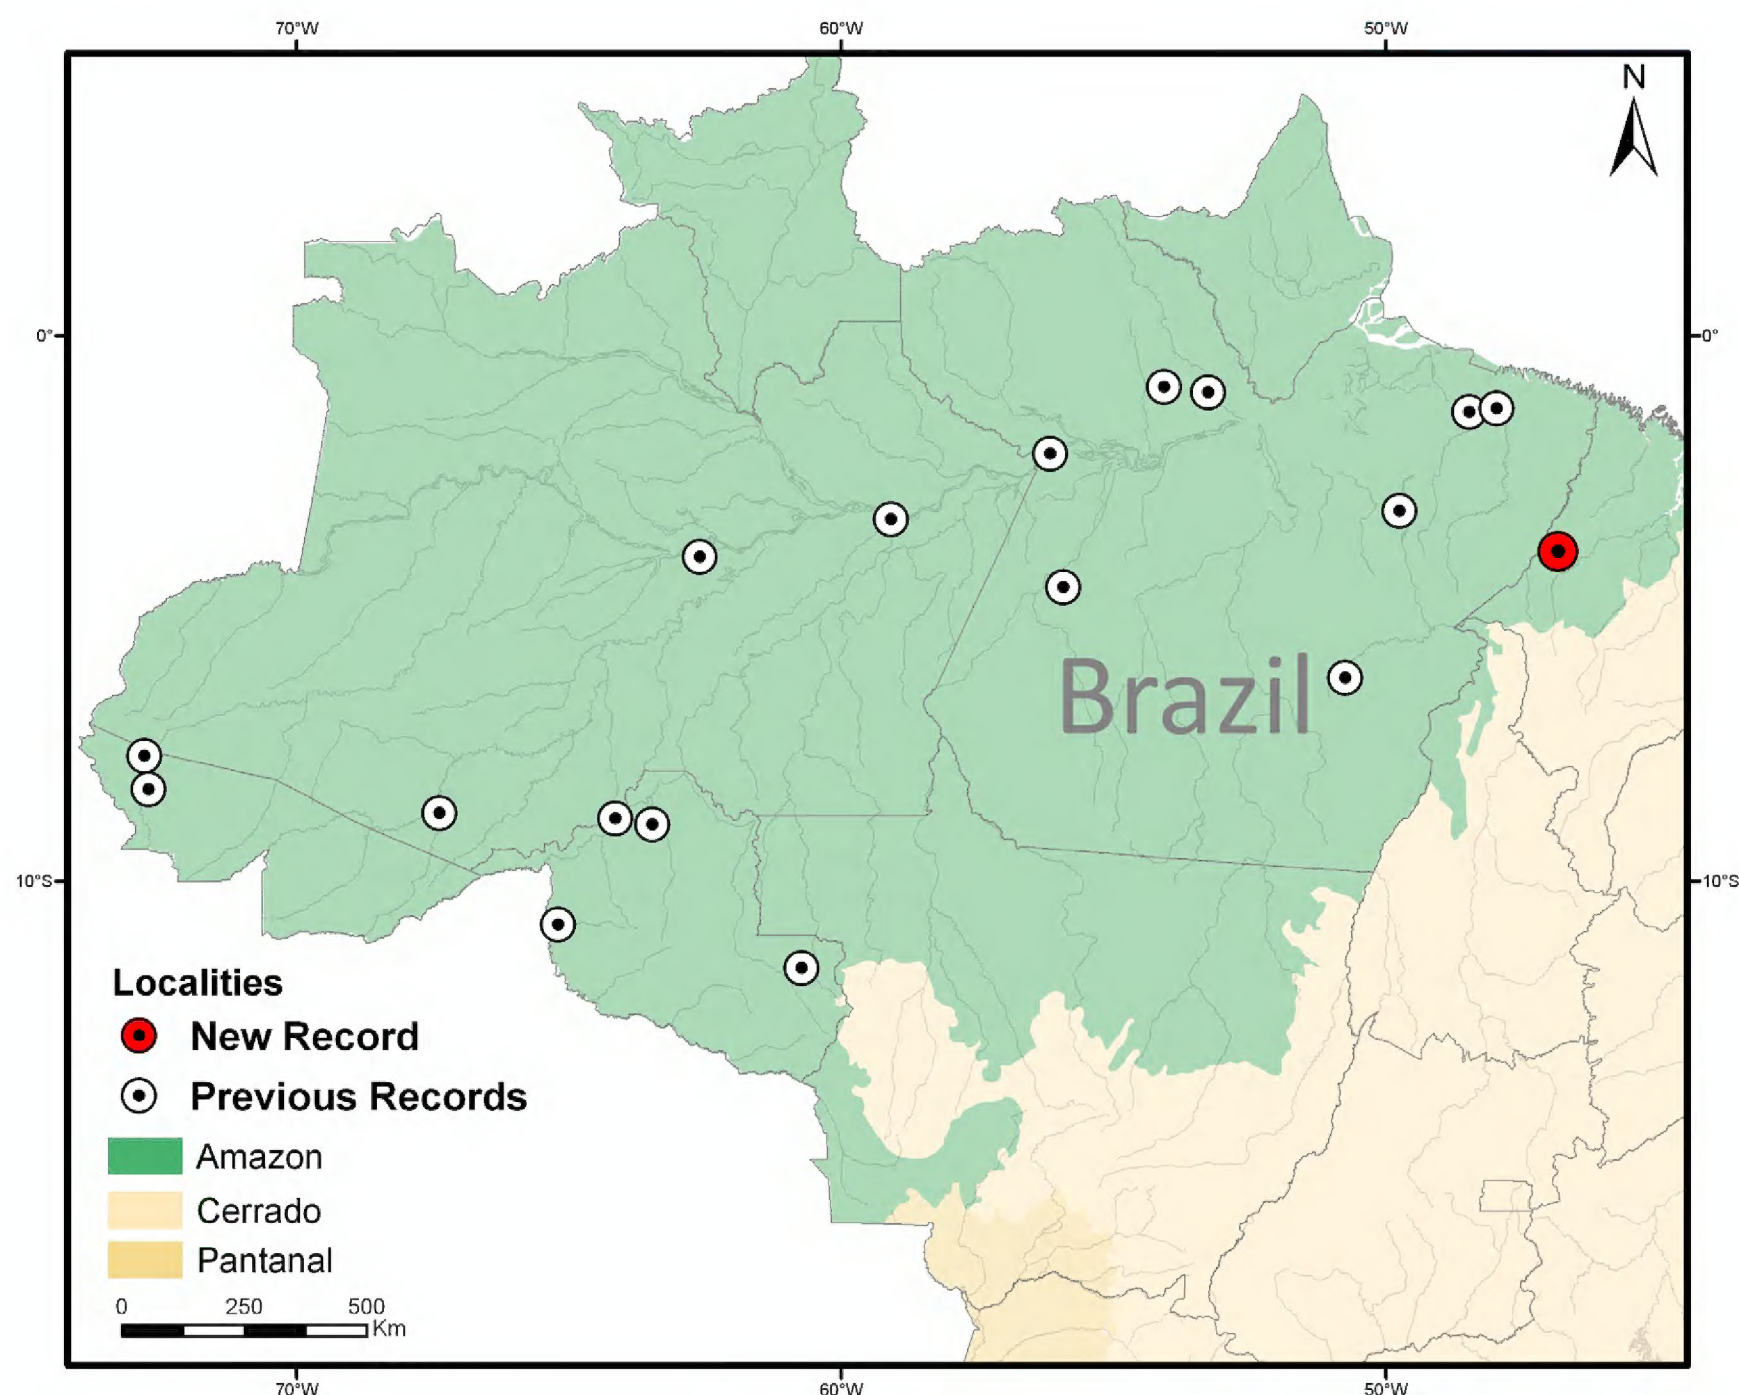 70°W 60°W 50°W
N
0° 0°
Brazil
10°S 10°S
Localities
New Record
Previous Records
Amazon
Cerrado
Pantanal
0 250 500
Km
70°W 60°W 50°W